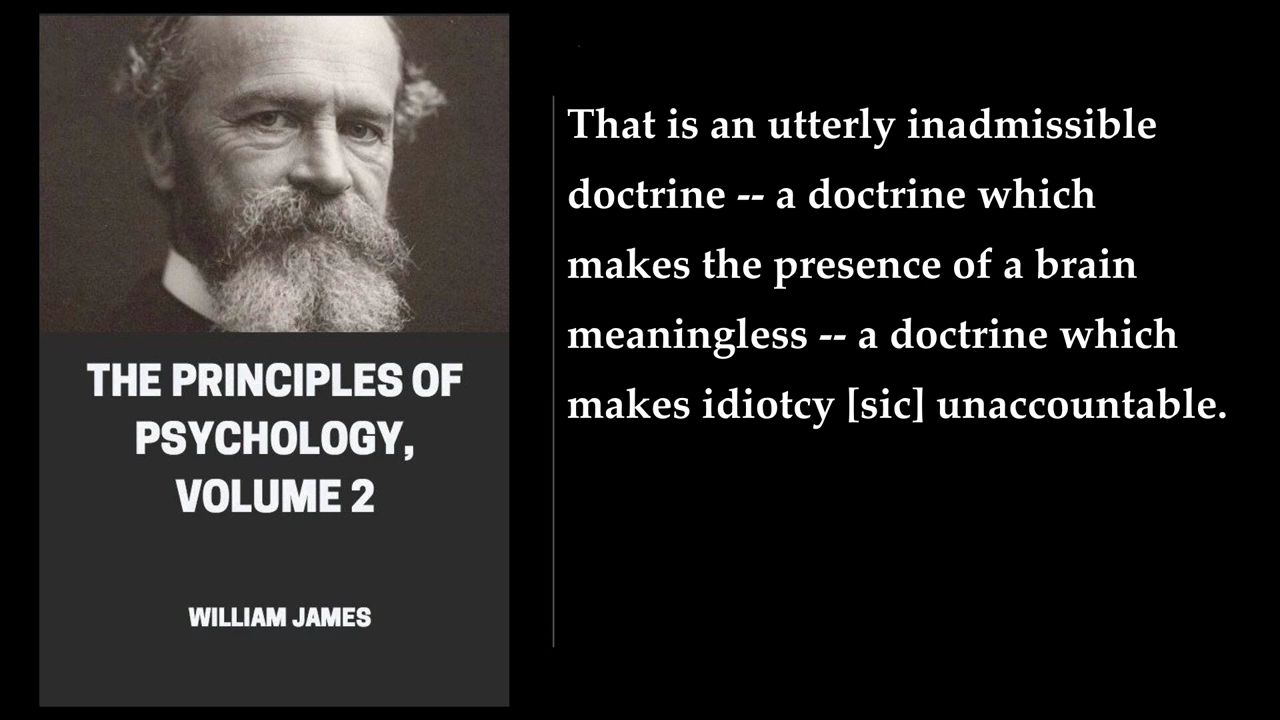 THE PRINCIPLES OF
PSYCHOLOGY,
VOLUME 2
WILLIAM JAMES
That is an utterly inadmissible
doctrine -- a doctrine which
makes the presence of a brain
meaningless -- a doctrine which
makes idiotcy [sic] unaccountable.